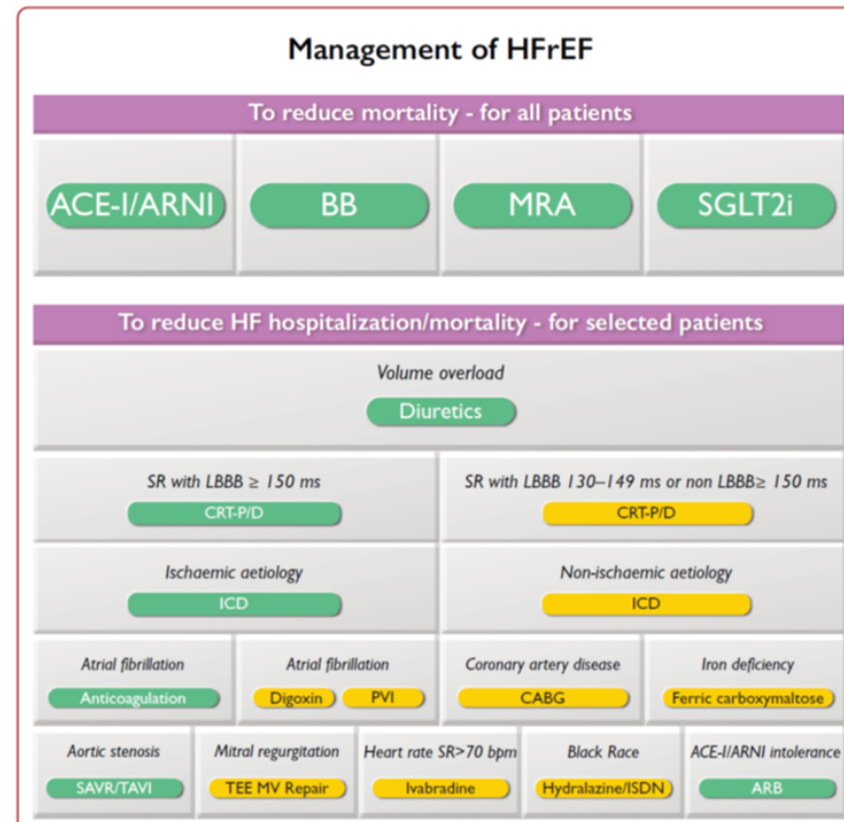 Management of HFrEF
To reduce mortality - for all patients
ACE-I/ARNI BB MRA SGLT2i
To reduce HF hospitalization/mortality - for selected patients
Volume overload
Diuretics
SR with LBBB ≥ 150 ms SR with LBBB 130–149 ms or non LBBB≥ 150 ms
CRT-P/D CRT-P/D
Ischaemic aetiology Non-ischaemic aetiology
ICD ICD
Atrial fibrillation Atrial fibrillation Coronary artery disease Iron deficiency
Anticoagulation Digoxin PVI CABG Ferric carboxymaltose
Aortic stenosis Mitral regurgitation Heart rate SR>70 bpm Black Race ACE-I/ARNI intolerance
SAVR/TAVI TEE MV Repair Ivabradine Hydralazine/ISDN ARB